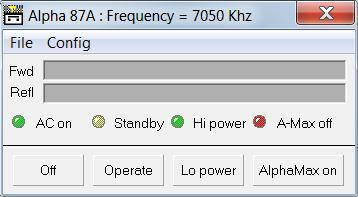 Alpha 87A : Frequency = 7050 Khz
File Config
Fwd
Refl
AC on Standby Hi power A-Max off
Off Operate Lo power AlphaMax on